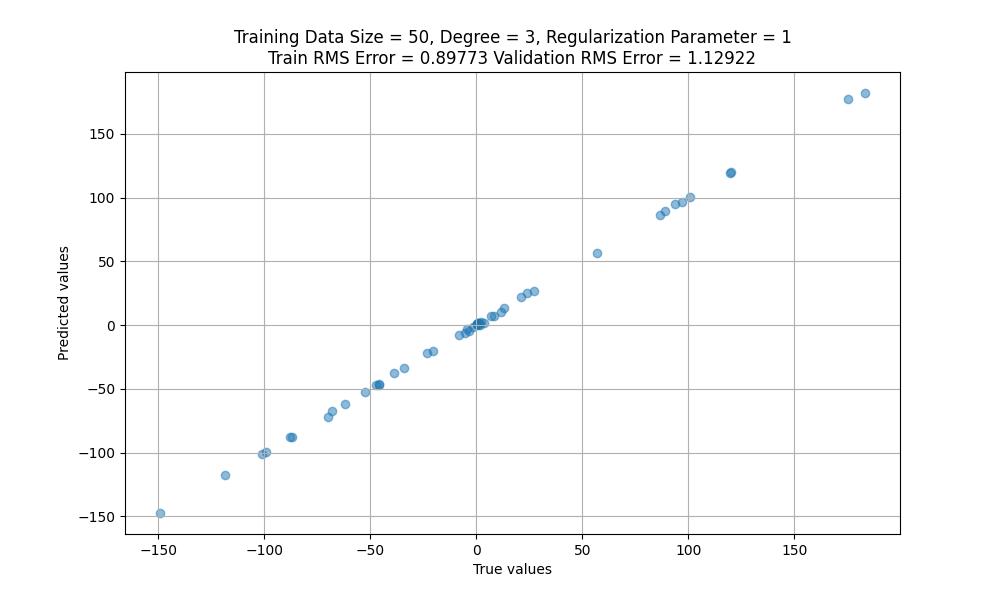 Training Data Size = 50, Degree = 3, Regularization Parameter = 1
Train RMS Error = 0.89773 Validation RMS Error = 1.12922
150
100
50
0
−50
−100
−150
Predicted values
−150 −100 −50 0 50 100 150
True values